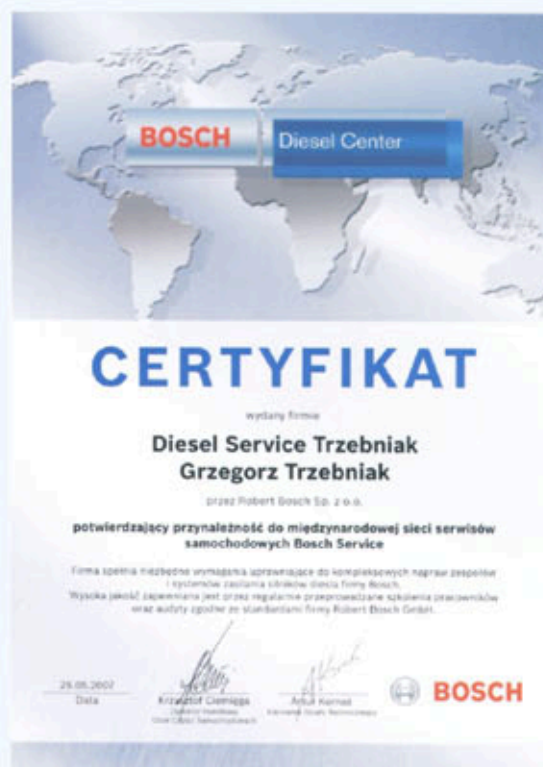 BOSCH Diesel Center
CERTYFIKAT
wydany firmie
Diesel Service Trzebniak
Grzegorz Trzebniak
przez Robert Bosch Sp. z o.o.
potwierdzający przynależność do międzynarodowej sieci serwisów
samochodowych Bosch Service
Firma spełnia niezbędne wymagania uprawniające do kompleksowych napraw zespołów
i systemów zasilania silników diesla firmy Bosch.
Wysoka jakość zapewniana jest przez regularnie przeprowadzane szkolenia pracowników
oraz audyty zgodne ze standardami firmy Robert Bosch GmbH.
Data
Krzysztof
Artur
BOSCH